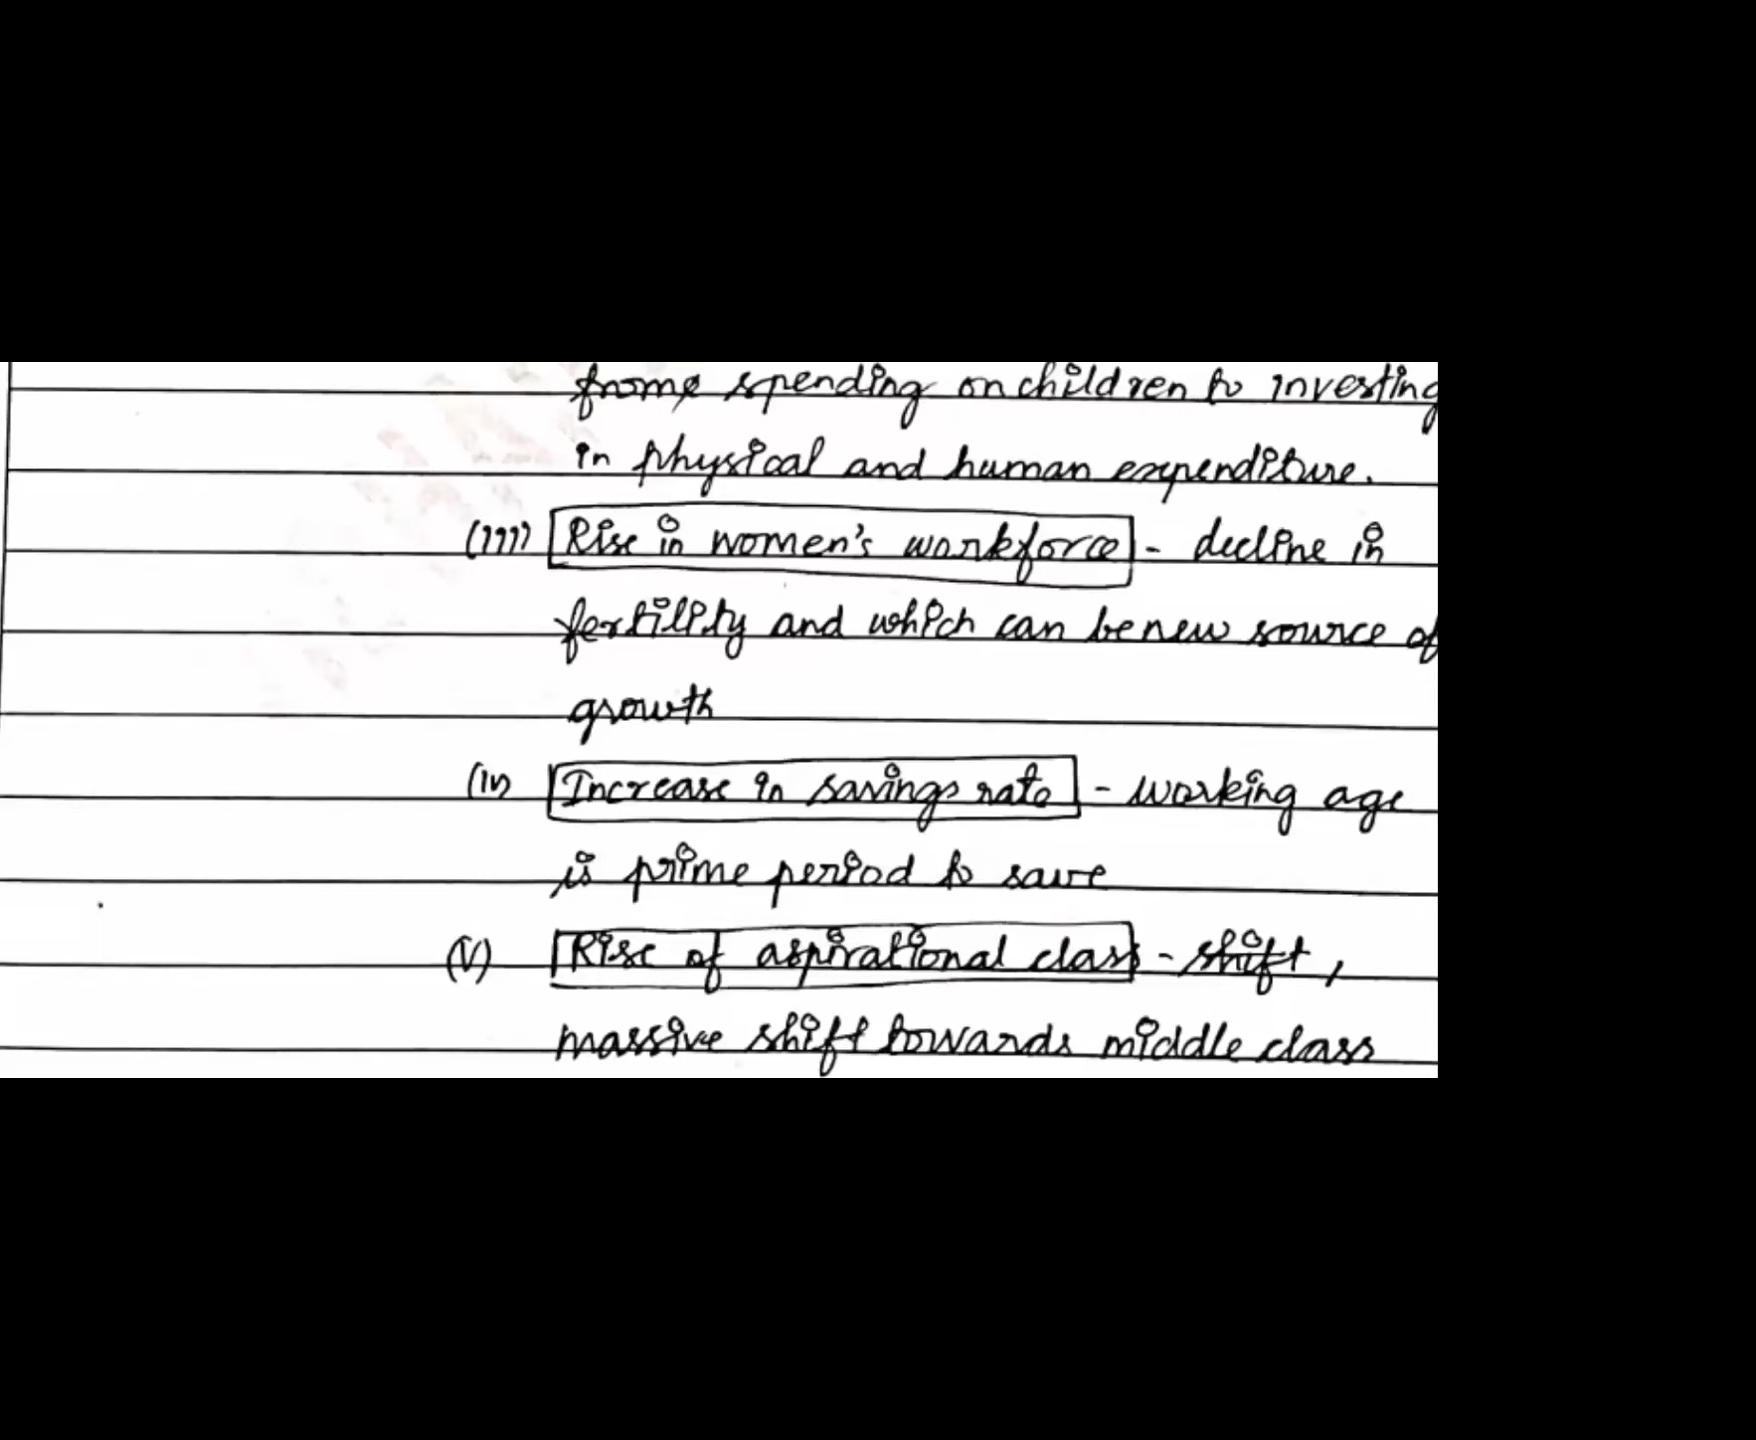 from spending on children to investing
in physical and human expenditure.
(iii) Rise in women's workforce - decline in
fertility and which can be new source of
growth
(iv) Increase in savings rate - working age
is prime period to save
(v) Rise of aspirational class - shift,
massive shift towards middle class